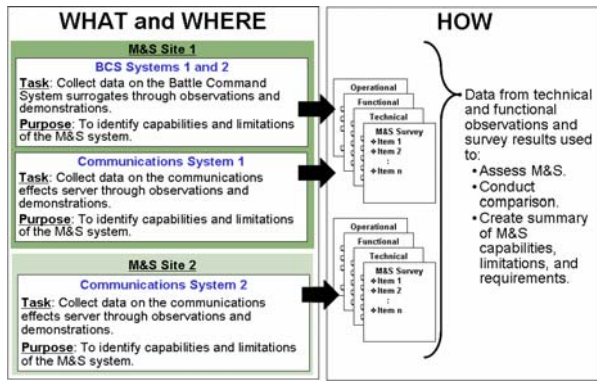 WHAT and WHERE
M&S Site 1
BCS Systems 1 and 2
Task: Collect data on the Battle Command
System surrogates through observations and
demonstrations.
Purpose: To identify capabilities and limitations
of the M&S system.
Communications System 1
Task: Collect data on the communications
effects server through observations and
demonstrations.
Purpose: To identify capabilities and limitations
of the M&S system.
M&S Site 2
Communications System 2
Task: Collect data on the communications
effects server through observations and
demonstrations.
Purpose: To identify capabilities and limitations
of the M&S system.
HOW
Operational
Functional
Technical
M&S Survey
❖Item 1
❖Item 2
:
❖Item n
Operational
Functional
Technical
M&S Survey
❖Item 1
❖Item 2
:
❖Item n
Data from technical
and functional
observations and
survey results used
to:
•Assess M&S.
•Conduct
comparison.
•Create summary
of M&S
capabilities,
limitations, and
requirements.